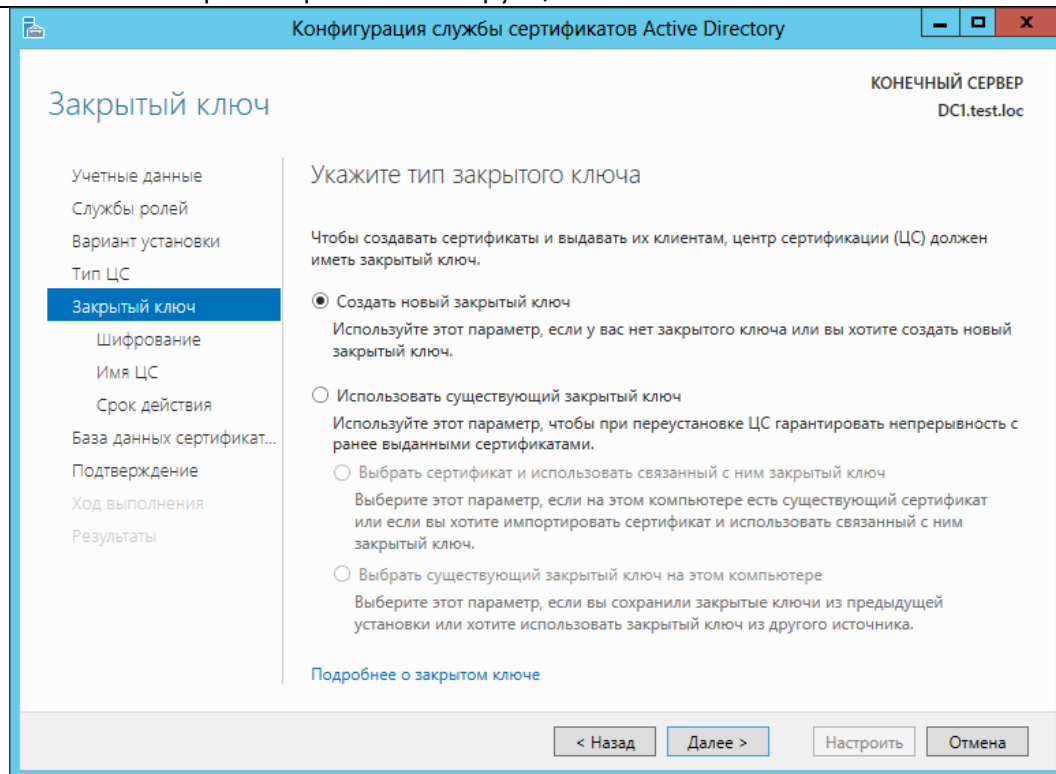 Конфигурация службы сертификатов Active Directory
Закрытый ключ
КОНЕЧНЫЙ СЕРВЕР
DC1.test.loc
Учетные данные
Службы ролей
Вариант установки
Тип ЦС
Закрытый ключ
Шифрование
Имя ЦС
Срок действия
База данных сертификат...
Подтверждение
Ход выполнения
Результаты
Укажите тип закрытого ключа
Чтобы создавать сертификаты и выдавать их клиентам, центр сертификации (ЦС) должен
иметь закрытый ключ.
Создать новый закрытый ключ
Используйте этот параметр, если у вас нет закрытого ключа или вы хотите создать новый
закрытый ключ.
Использовать существующий закрытый ключ
Используйте этот параметр, чтобы при переустановке ЦС гарантировать непрерывность с
ранее выданными сертификатами.
Выбрать сертификат и использовать связанный с ним закрытый ключ
Выберите этот параметр, если на этом компьютере есть существующий сертификат
или если вы хотите импортировать сертификат и использовать связанный с ним
закрытый ключ.
Выбрать существующий закрытый ключ на этом компьютере
Выберите этот параметр, если вы сохранили закрытые ключи из предыдущей
установки или хотите использовать закрытый ключ из другого источника.
Подробнее о закрытом ключе
< Назад Далее > Настроить Отмена